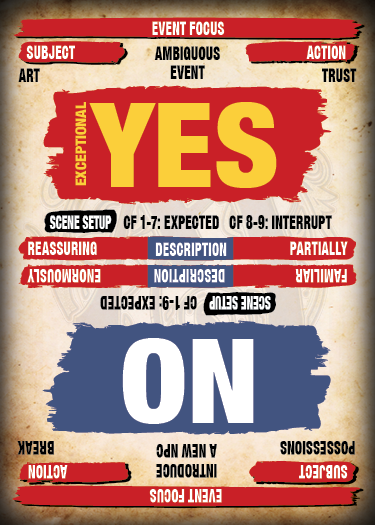 EVENT FOCUS
SUBJECT AMBIGUOUS ACTION
ART EVENT TRUST
EXCEPTIONAL
YES
SCENE SETUP CF 1-7: EXPECTED CF 8-9: INTERRUPT
REASSURING DESCRIPTION PARTIALLY
EVENT FOCUS
SUBJECT INTRODUCE ACTION
POSSESSIONS A NEW NPC BREAK
NO
SCENE SETUP CF 1-9: EXPECTED
FAMILIAR DESCRIPTION ENORMOUSLY